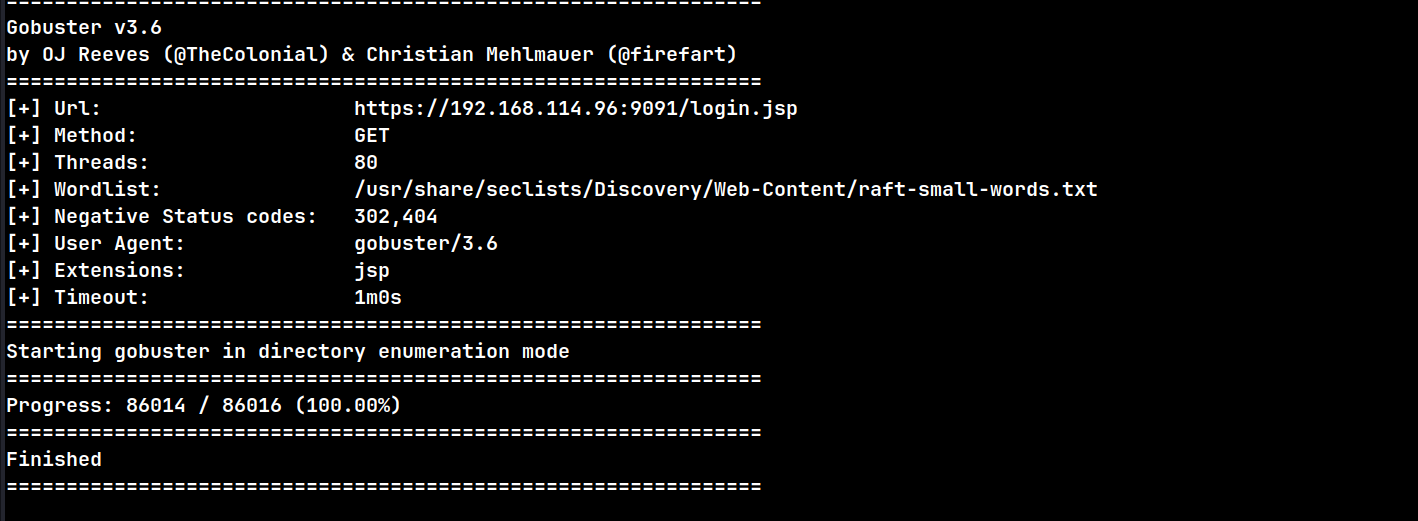 ===============================================================
Gobuster v3.6
by OJ Reeves (@TheColonial) & Christian Mehlmauer (@firefart)
===============================================================
[+] Url:                     https://192.168.114.96:9091/login.jsp
[+] Method:                  GET
[+] Threads:                 80
[+] Wordlist:                /usr/share/seclists/Discovery/Web-Content/raft-small-words.txt
[+] Negative Status codes:   302,404
[+] User Agent:              gobuster/3.6
[+] Extensions:              jsp
[+] Timeout:                 1m0s
===============================================================
Starting gobuster in directory enumeration mode
===============================================================
Progress: 86014 / 86016 (100.00%)
===============================================================
Finished
===============================================================